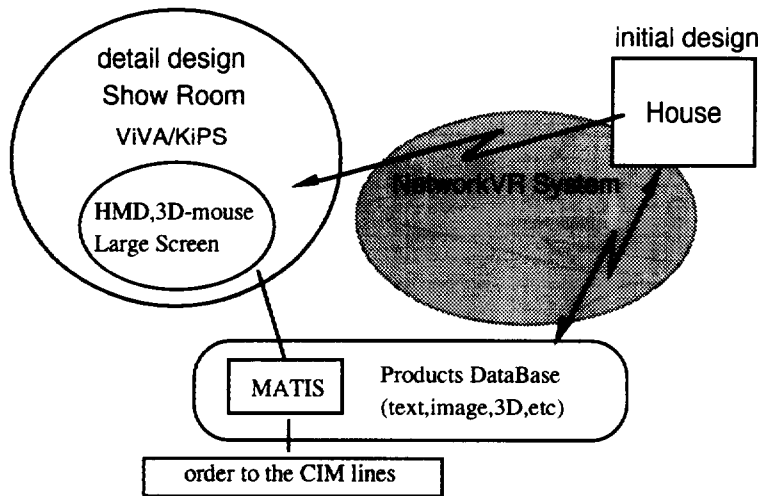 detail design
Show Room
ViVA/KiPS
HMD,3D-mouse
Large Screen
initial design
House
NetworkVR System
MATIS
Products DataBase
(text,image,3D,etc)
order to the CIM lines